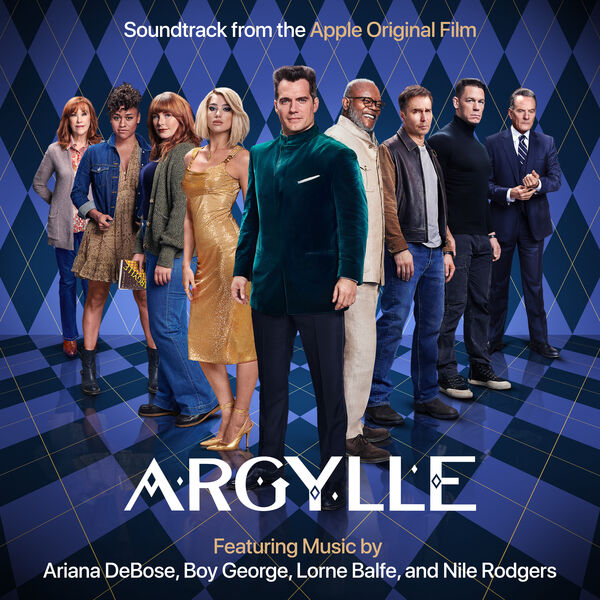 Soundtrack from the Apple Original Film
ARGYLLE
Featuring Music by
Ariana DeBose, Boy George, Lorne Balfe, and Nile Rodgers